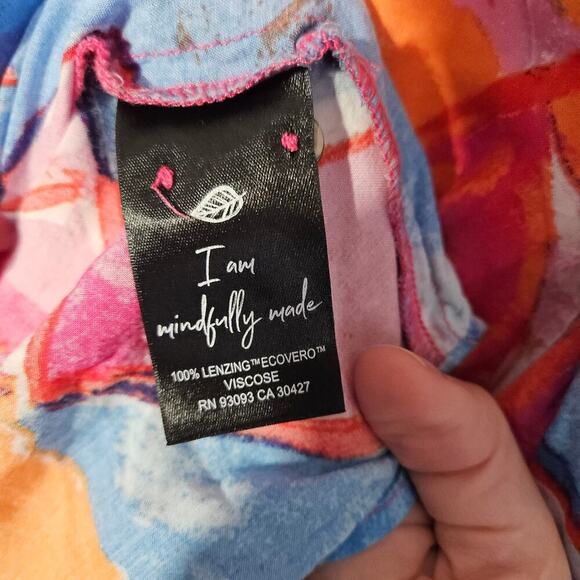 I am
mindfully made
100% LENZING™ECOVERO™
VISCOSE
RN 93093 CA 30427